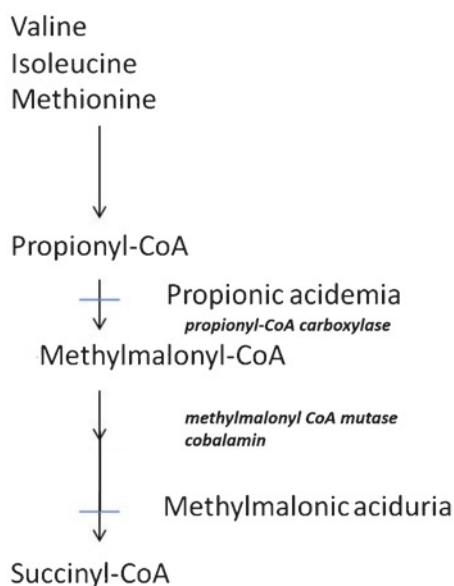 Valine
Isoleucine
Methionine
Propionyl-CoA
Propionic acidemia
propionyl-CoA carboxylase
Methylmalonyl-CoA
methylmalonyl CoA mutase
cobalamin
Methylmalonic aciduria
Succinyl-CoA